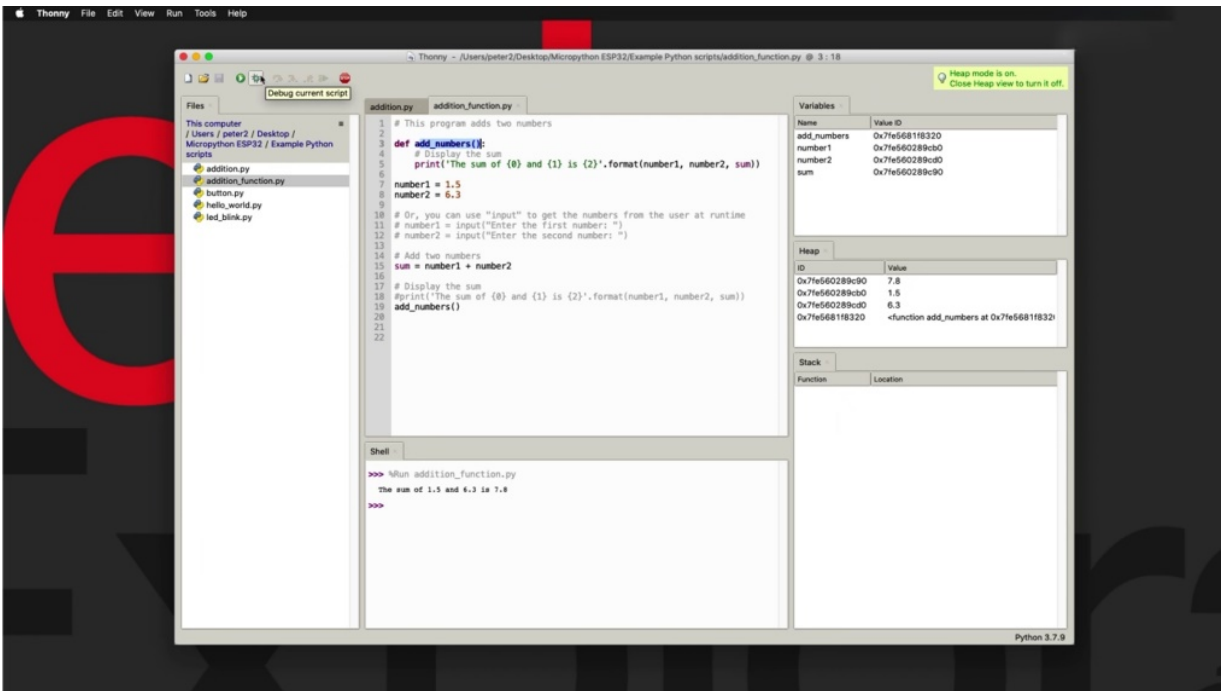 Thonny File Edit View Run Tools Help
Thonny - /Users/peter2/Desktop/Micropython ESP32/Example Python scripts/addition_function.py @ 3 : 18
Heap mode is on.
Close Heap view to turn it off.
Debug current script
Files
This computer
/ Users / peter2 / Desktop /
Micropython ESP32 / Example Python
scripts
addition.py
addition_function.py
button.py
hello_world.py
led_blink.py
addition.py addition_function.py
1 # This program adds two numbers
2
3 def add_numbers():
4 # Display the sum
5 print('The sum of {0} and {1} is {2}'.format(number1, number2, sum))
6
7 number1 = 1.5
8 number2 = 6.3
9
10 # Or, you can use "input" to get the numbers from the user at runtime
11 # number1 = input("Enter the first number: ")
12 # number2 = input("Enter the second number: ")
13
14 # Add two numbers
15 sum = number1 + number2
16
17 # Display the sum
18 #print('The sum of {0} and {1} is {2}'.format(number1, number2, sum))
19 add_numbers()
20
21
22
Shell
>>> %Run addition_function.py
The sum of 1.5 and 6.3 is 7.8
>>>
Variables
Name Value ID
add_numbers 0x7fe5681f8320
number1 0x7fe560289cb0
number2 0x7fe560289cd0
sum 0x7fe560289c90
Heap
ID Value
0x7fe560289c90 7.8
0x7fe560289cb0 1.5
0x7fe560289cd0 6.3
0x7fe5681f8320 <function add_numbers at 0x7fe5681f832
Stack
Function Location
Python 3.7.9